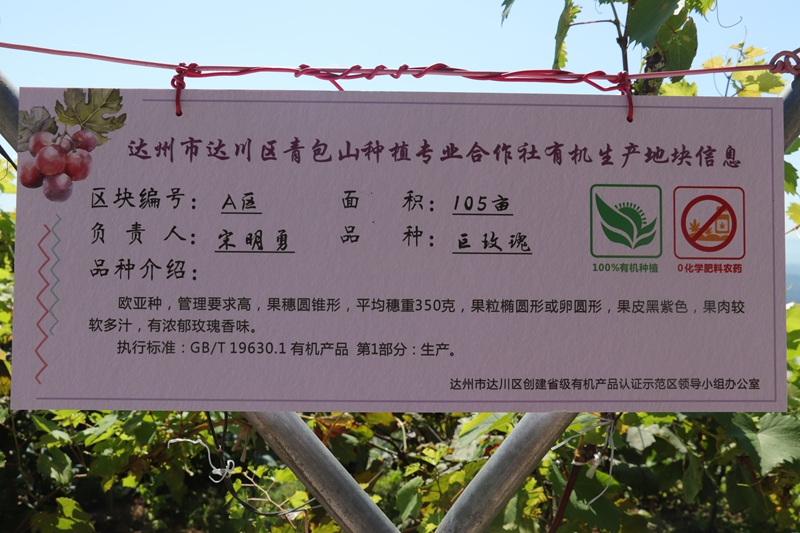 达州市达川区青包山种植专业合作社有机生产地块信息
区块编号：A区 面 积：105亩
负 责 人：宋明勇 品 种：巨玫瑰
100%有机种植 0化学肥料农药
品种介绍：
欧亚种，管理要求高，果穗圆锥形，平均穗重350克，果粒椭圆形或卵圆形，果皮黑紫色，果肉较
软多汁，有浓郁玫瑰香味。
执行标准：GB/T 19630.1 有机产品 第1部分：生产。
达州市达川区创建省级有机产品认证示范区领导小组办公室